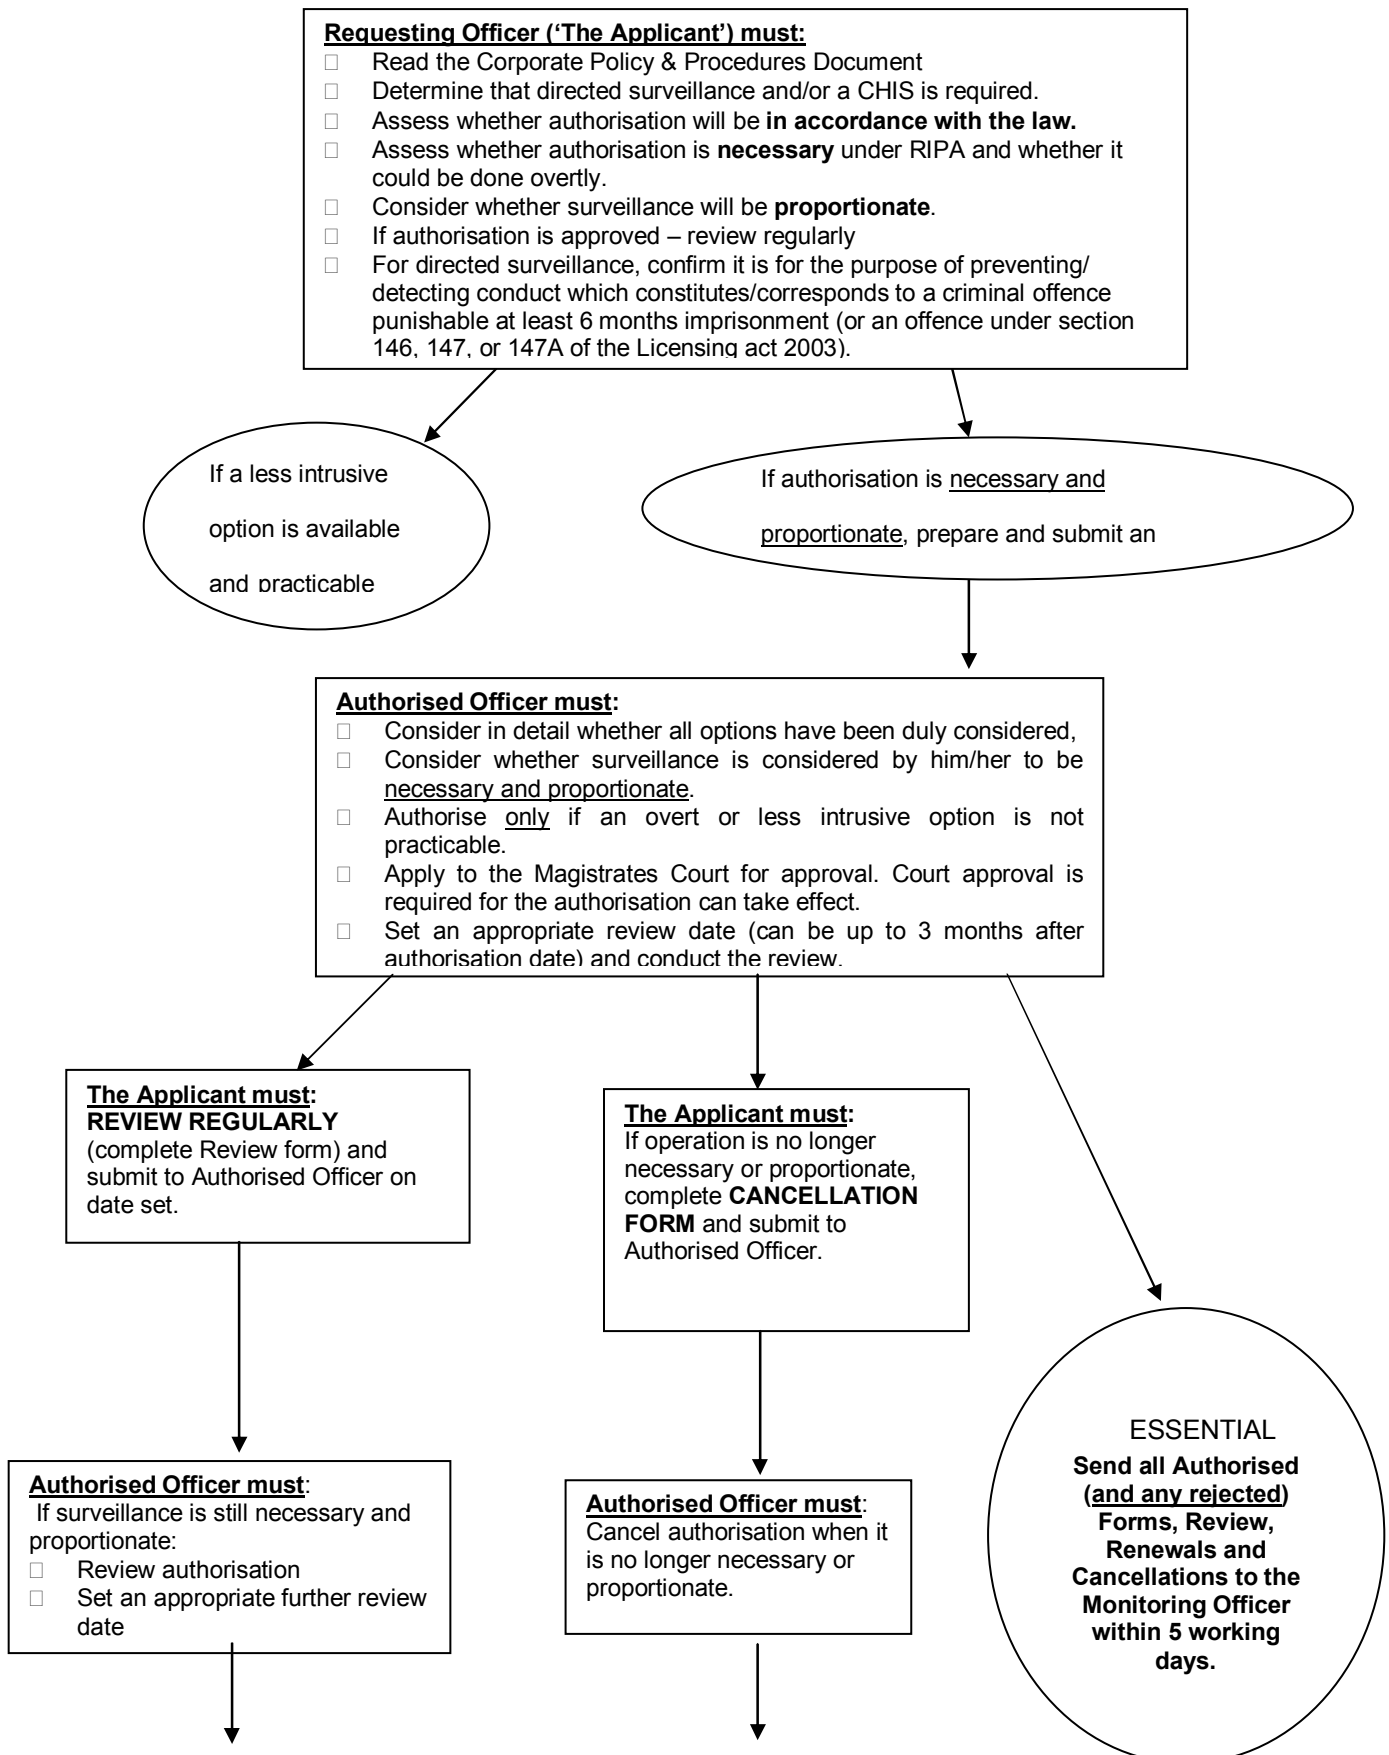 Requesting Officer (‘The Applicant’) must:
Read the Corporate Policy & Procedures Document
Determine that directed surveillance and/or a CHIS is required.
Assess whether authorisation will be in accordance with the law.
Assess whether authorisation is necessary under RIPA and whether it
could be done overtly.
Consider whether surveillance will be proportionate.
If authorisation is approved – review regularly
For directed surveillance, confirm it is for the purpose of preventing/
detecting conduct which constitutes/corresponds to a criminal offence
punishable at least 6 months imprisonment (or an offence under section
146, 147, or 147A of the Licensing act 2003).
If a less intrusive
option is available
and practicable
If authorisation is necessary and
proportionate, prepare and submit an
Authorised Officer must:
Consider in detail whether all options have been duly considered,
Consider whether surveillance is considered by him/her to be
necessary and proportionate.
Authorise only if an overt or less intrusive option is not
practicable.
Apply to the Magistrates Court for approval. Court approval is
required for the authorisation can take effect.
Set an appropriate review date (can be up to 3 months after
authorisation date) and conduct the review.
The Applicant must:
REVIEW REGULARLY
(complete Review form) and
submit to Authorised Officer on
date set.
The Applicant must:
If operation is no longer
necessary or proportionate,
complete CANCELLATION
FORM and submit to
Authorised Officer.
Authorised Officer must:
If surveillance is still necessary and
proportionate:
Review authorisation
Set an appropriate further review
date
Authorised Officer must:
Cancel authorisation when it
is no longer necessary or
proportionate.
ESSENTIAL
Send all Authorised
(and any rejected)
Forms, Review,
Renewals and
Cancellations to the
Monitoring Officer
within 5 working
days.